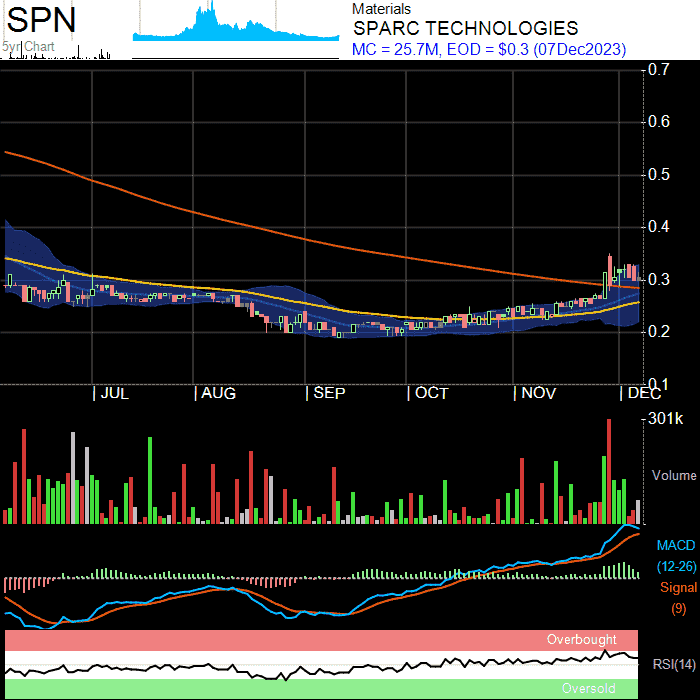 SPN
5yr Chart
Materials
SPARC TECHNOLOGIES
MC = 25.7M, EOD = $0.3 (07Dec2023)
0.7
0.6
0.5
0.4
0.3
0.2
0.1
JUL AUG SEP OCT NOV DEC
301k
Volume
MACD
(12-26)
Signal
(9)
Overbought
RSI(14)
Oversold